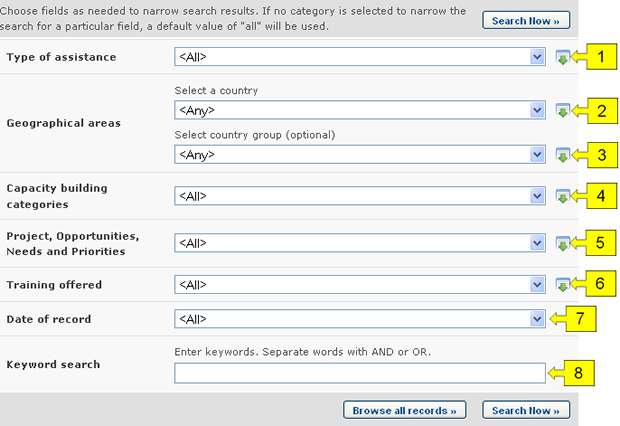 Choose fields as needed to narrow search results. If no category is selected to narrow the
search for a particular field, a default value of "all" will be used.
Search Now »
Type of assistance
<All>
1
Geographical areas
Select a country
<Any>
2
Select country group (optional)
<Any>
3
Capacity building
categories
<All>
4
Project, Opportunities,
Needs and Priorities
<All>
5
Training offered
<All>
6
Date of record
<All>
7
Keyword search
Enter keywords. Separate words with AND or OR.
8
Browse all records »
Search Now »